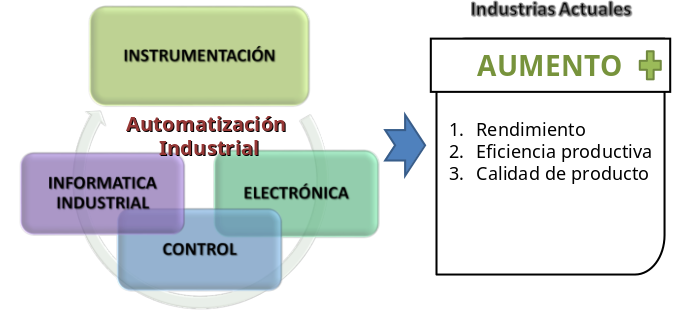 Industrias Actuales
INSTRUMENTACIÓN
AUMENTO
Automatización
Industrial
INFORMATICA
INDUSTRIAL
ELECTRÓNICA
CONTROL
1. Rendimiento
2. Eficiencia productiva
3. Calidad de producto